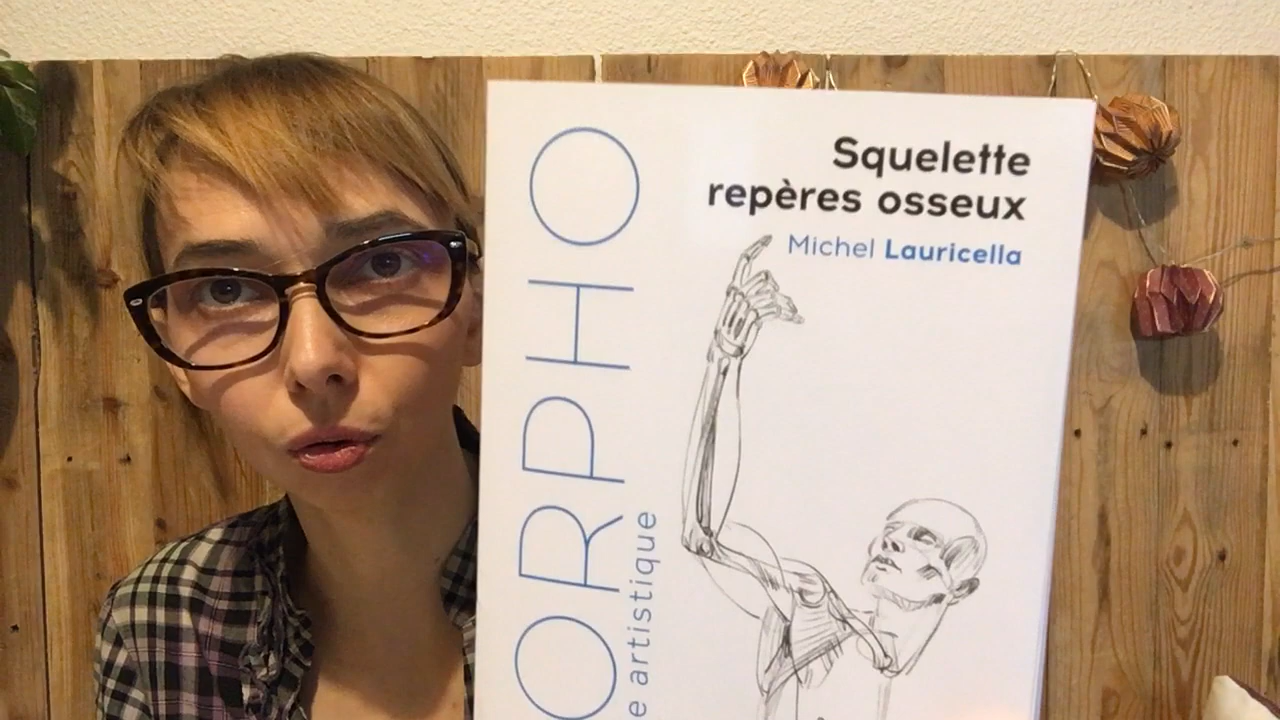 Squelette
repères osseux
Michel Lauricella
ORPHO
artistique